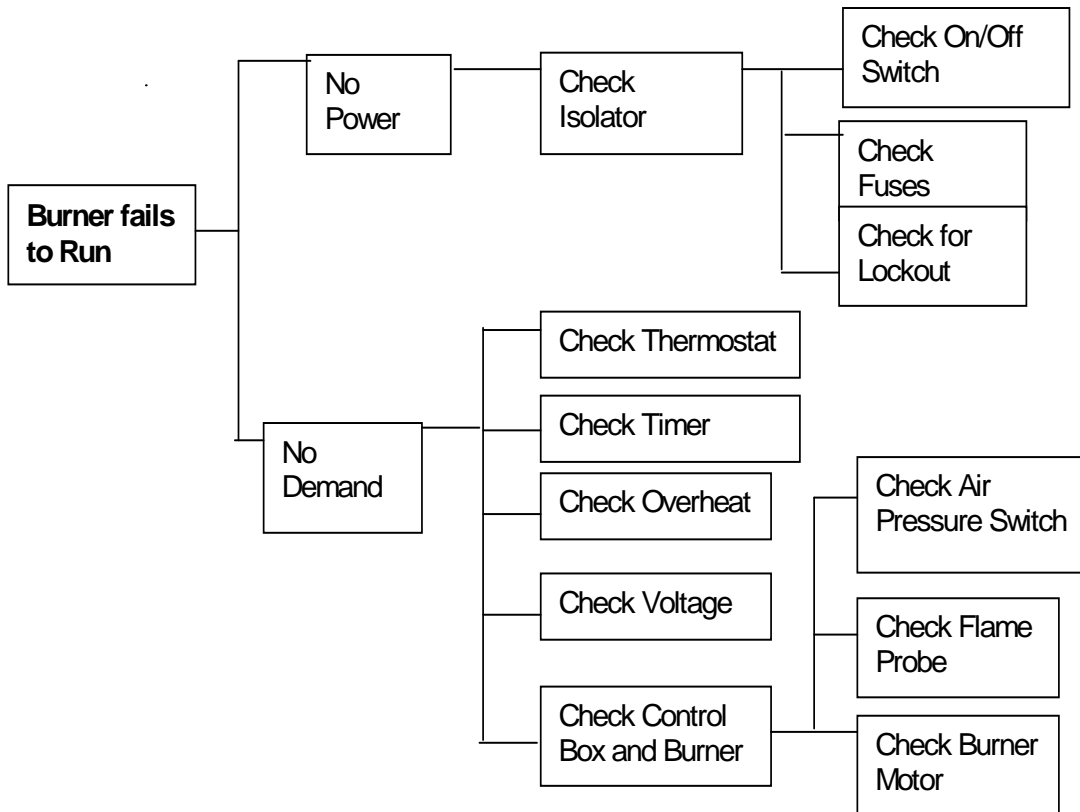 Burner fails
to Run
No
Power
Check
Isolator
Check On/Off
Switch
Check
Fuses
Check for
Lockout
No
Demand
Check Thermostat
Check Timer
Check Overheat
Check Voltage
Check Control
Box and Burner
Check Air
Pressure Switch
Check Flame
Probe
Check Burner
Motor